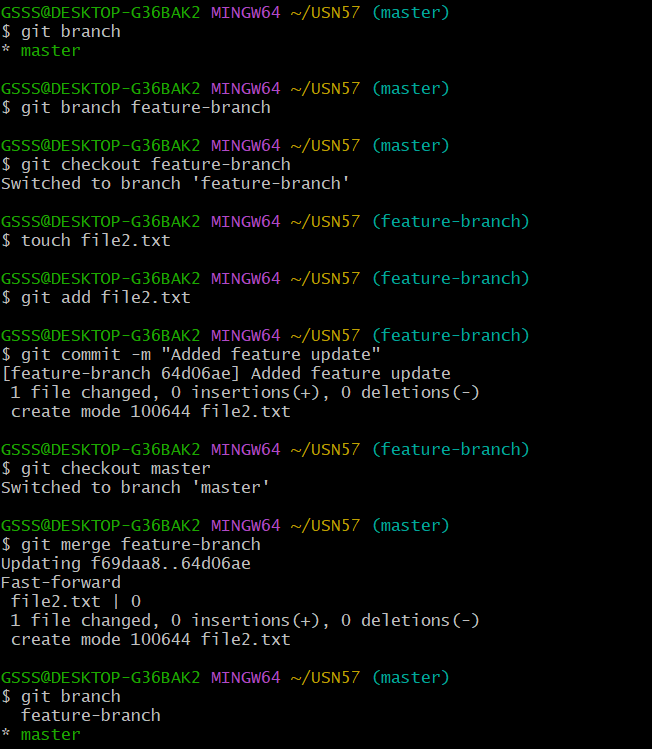 GSSS@DESKTOP-G36BAK2 MINGW64 ~/USN57 (master)
$ git branch
* master

GSSS@DESKTOP-G36BAK2 MINGW64 ~/USN57 (master)
$ git branch feature-branch

GSSS@DESKTOP-G36BAK2 MINGW64 ~/USN57 (master)
$ git checkout feature-branch
Switched to branch 'feature-branch'

GSSS@DESKTOP-G36BAK2 MINGW64 ~/USN57 (feature-branch)
$ touch file2.txt

GSSS@DESKTOP-G36BAK2 MINGW64 ~/USN57 (feature-branch)
$ git add file2.txt

GSSS@DESKTOP-G36BAK2 MINGW64 ~/USN57 (feature-branch)
$ git commit -m "Added feature update"
[feature-branch 64d06ae] Added feature update
 1 file changed, 0 insertions(+), 0 deletions(-)
 create mode 100644 file2.txt

GSSS@DESKTOP-G36BAK2 MINGW64 ~/USN57 (feature-branch)
$ git checkout master
Switched to branch 'master'

GSSS@DESKTOP-G36BAK2 MINGW64 ~/USN57 (master)
$ git merge feature-branch
Updating f69daa8..64d06ae
Fast-forward
 file2.txt | 0
 1 file changed, 0 insertions(+), 0 deletions(-)
 create mode 100644 file2.txt

GSSS@DESKTOP-G36BAK2 MINGW64 ~/USN57 (master)
$ git branch
  feature-branch
* master